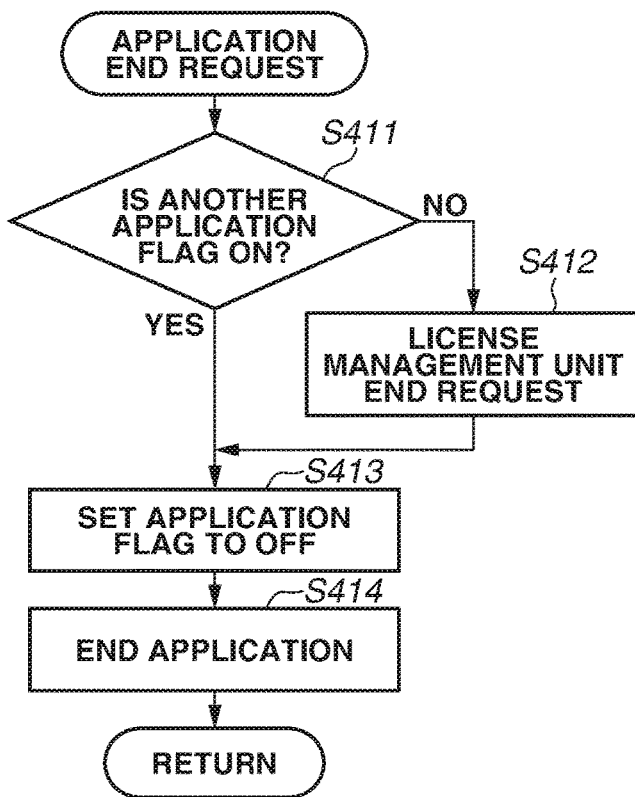 APPLICATION
END REQUEST
S411
IS ANOTHER
APPLICATION
FLAG ON?
NO
YES
S412
LICENSE
MANAGEMENT UNIT
END REQUEST
S413
SET APPLICATION
FLAG TO OFF
S414
END APPLICATION
RETURN